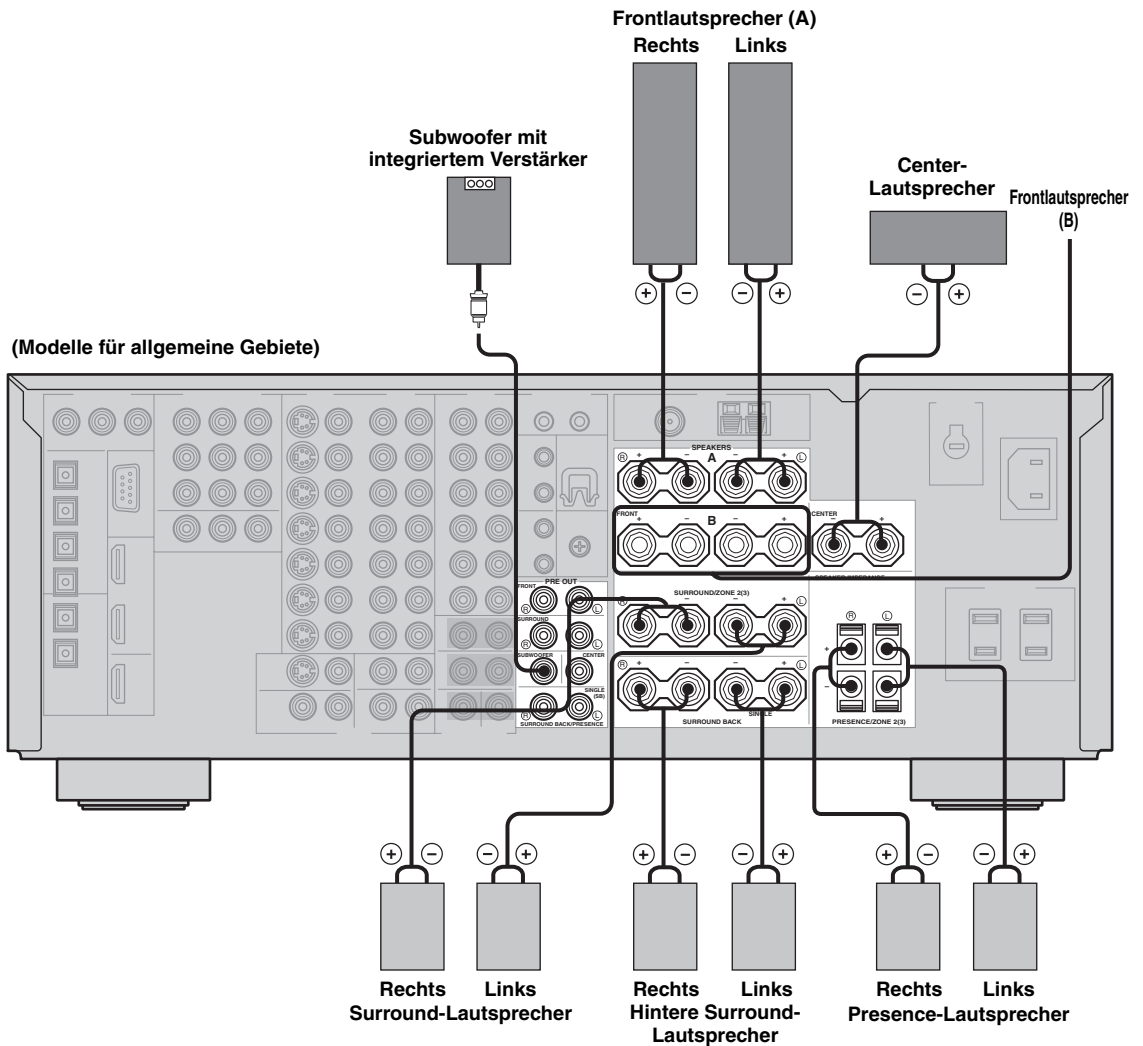 Frontlautsprecher (A)
Rechts Links
Subwoofer mit
integriertem Verstärker
Center-
Lautsprecher
Frontlautsprecher
(B)
+ - - +
- +
(Modelle für allgemeine Gebiete)
SPEAKERS
R + - A - + L
FRONT
+ - B - +
CENTER
- +
PRE OUT
FRONT
R L
SURROUND
R L
SUBWOOFER CENTER
SINGLE
(SB)
R L
SURROUND BACK/PRESENCE
SURROUND/ZONE 2(3)
R + - - + L
R + - - + L
SINGLE
SURROUND BACK
R L
+
-
PRESENCE/ZONE 2(3)
+ - - + + - - + + - - +
Rechts Links
Surround-Lautsprecher
Rechts Links
Hintere Surround-
Lautsprecher
Rechts Links
Presence-Lautsprecher